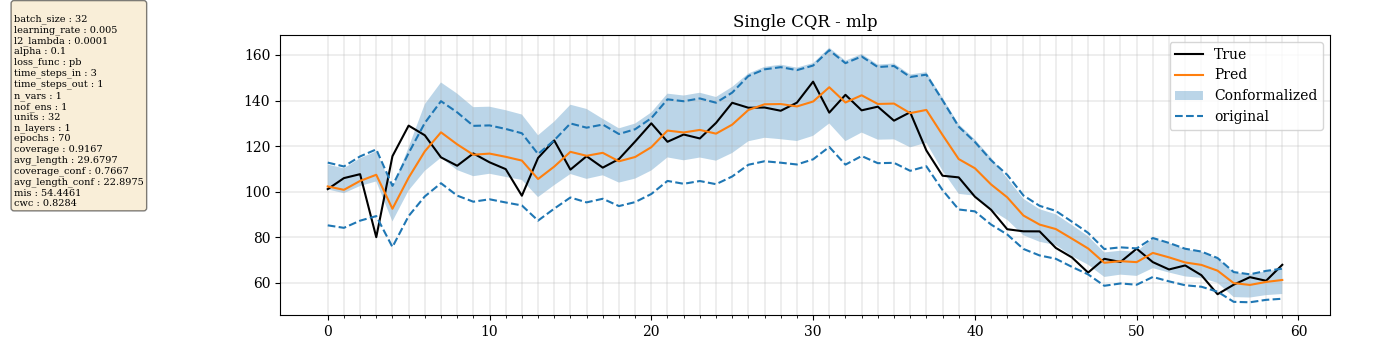 batch_size : 32
learning_rate : 0.005
l2_lambda : 0.0001
alpha : 0.1
loss_func : pb
time_steps_in : 3
time_steps_out : 1
n_vars : 1
nof_ens : 1
units : 32
n_layers : 1
epochs : 70
coverage : 0.9167
avg_length : 29.6797
coverage_conf : 0.7667
avg_length_conf : 22.8975
mis : 54.4461
cwc : 0.8284
Single CQR - mlp
160
140
120
100
80
60
0 10 20 30 40 50 60
True
Pred
Conformalized
original